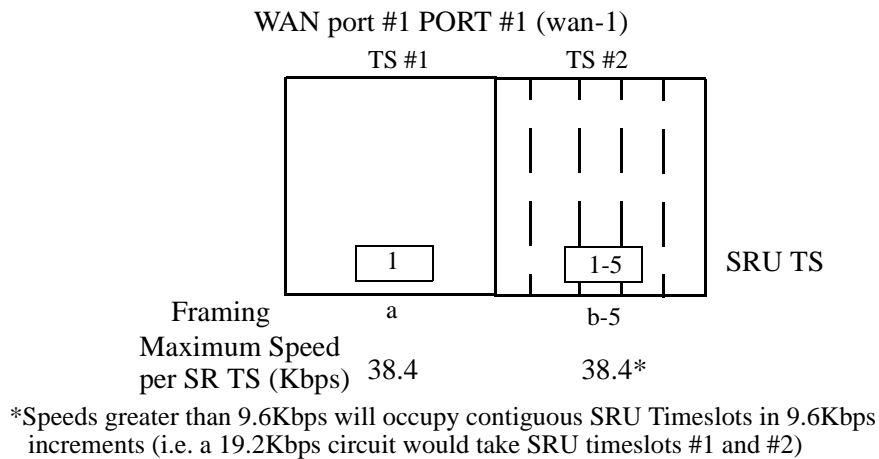 WAN port #1 PORT #1 (wan-1)
TS #1 TS #2
1 1-5 SRU TS
Framing a b-5
Maximum Speed
per SR TS (Kbps) 38.4 38.4*
*Speeds greater than 9.6Kbps will occupy contiguous SRU Timeslots in 9.6Kbps
increments (i.e. a 19.2Kbps circuit would take SRU timeslots #1 and #2)